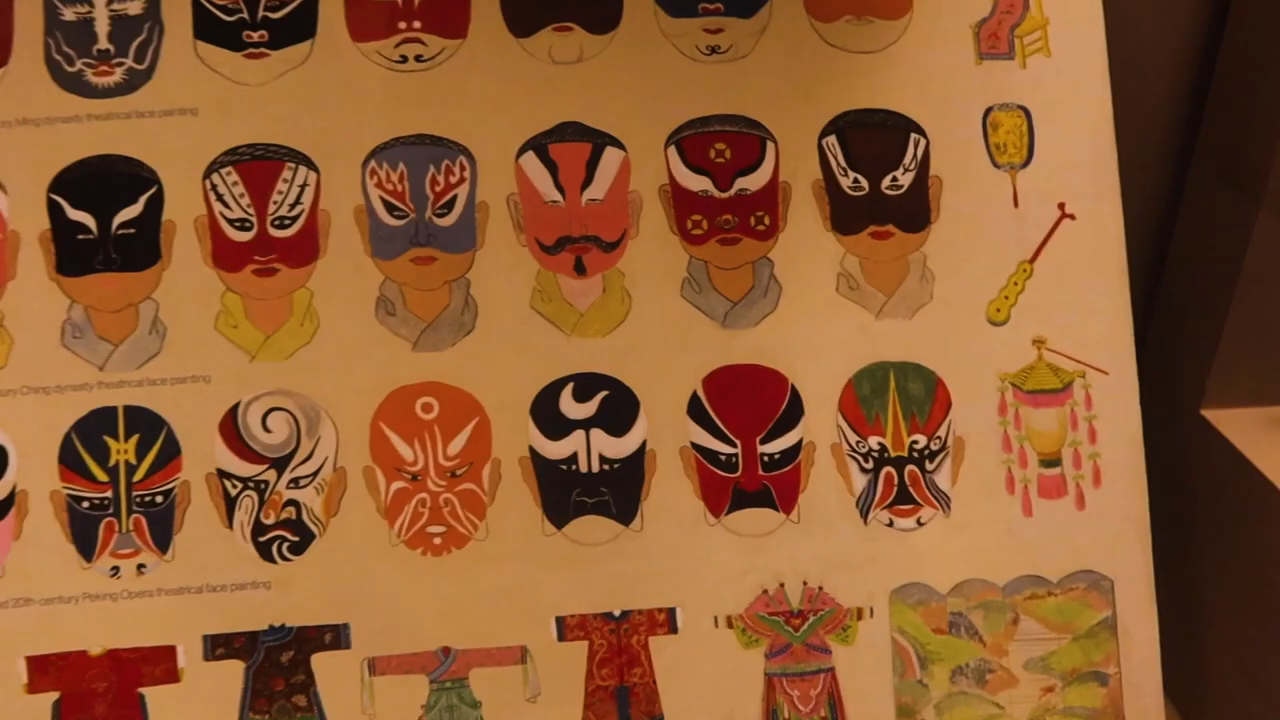 Ming dynasty theatrical face painting
Ching dynasty theatrical face painting
20th-century Peking Opera theatrical face painting